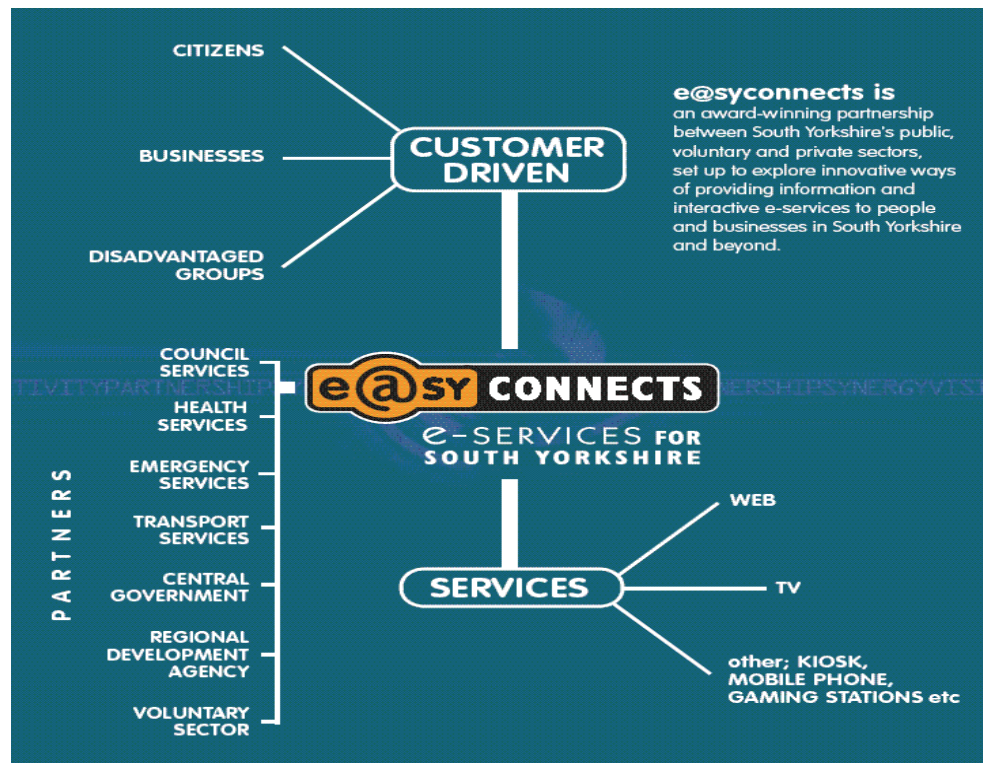 CITIZENS
BUSINESSES
DISADVANTAGED
GROUPS
CUSTOMER
DRIVEN
e@syconnects is
an award-winning partnership
between South Yorkshire's public,
voluntary and private sectors,
set up to explore innovative ways
of providing information and
interactive e-services to people
and businesses in South Yorkshire
and beyond.
e@sy CONNECTS
e-SERVICES FOR
SOUTH YORKSHIRE
PARTNERS
COUNCIL
SERVICES
HEALTH
SERVICES
EMERGENCY
SERVICES
TRANSPORT
SERVICES
CENTRAL
GOVERNMENT
REGIONAL
DEVELOPMENT
AGENCY
VOLUNTARY
SECTOR
SERVICES
WEB
TV
other; KIOSK,
MOBILE PHONE,
GAMING STATIONS etc